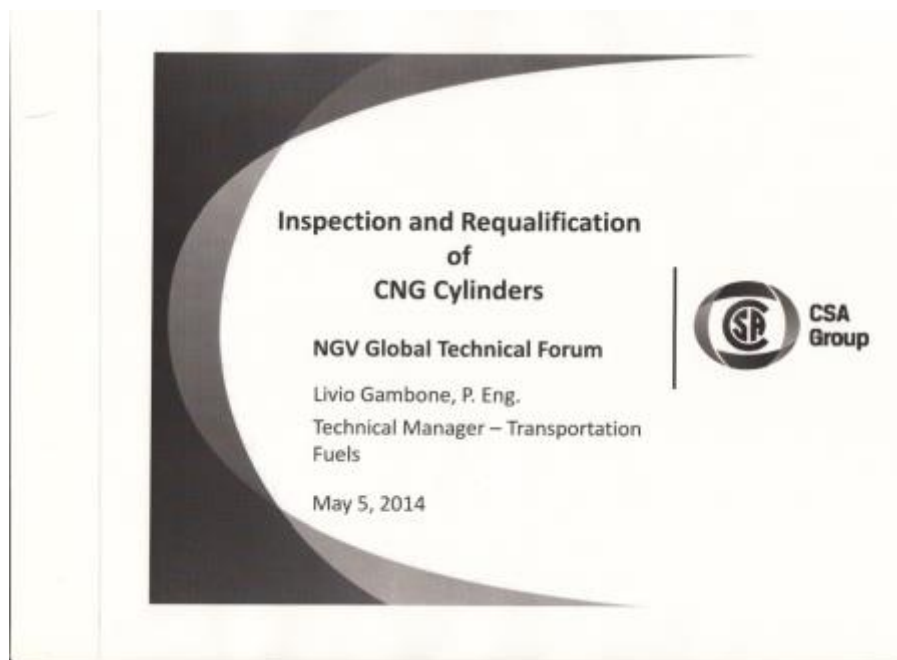 Inspection and Requalification
of
CNG Cylinders
NGV Global Technical Forum
Livio Gambone, P. Eng.
Technical Manager – Transportation
Fuels
May 5, 2014
CSA
CSA
Group